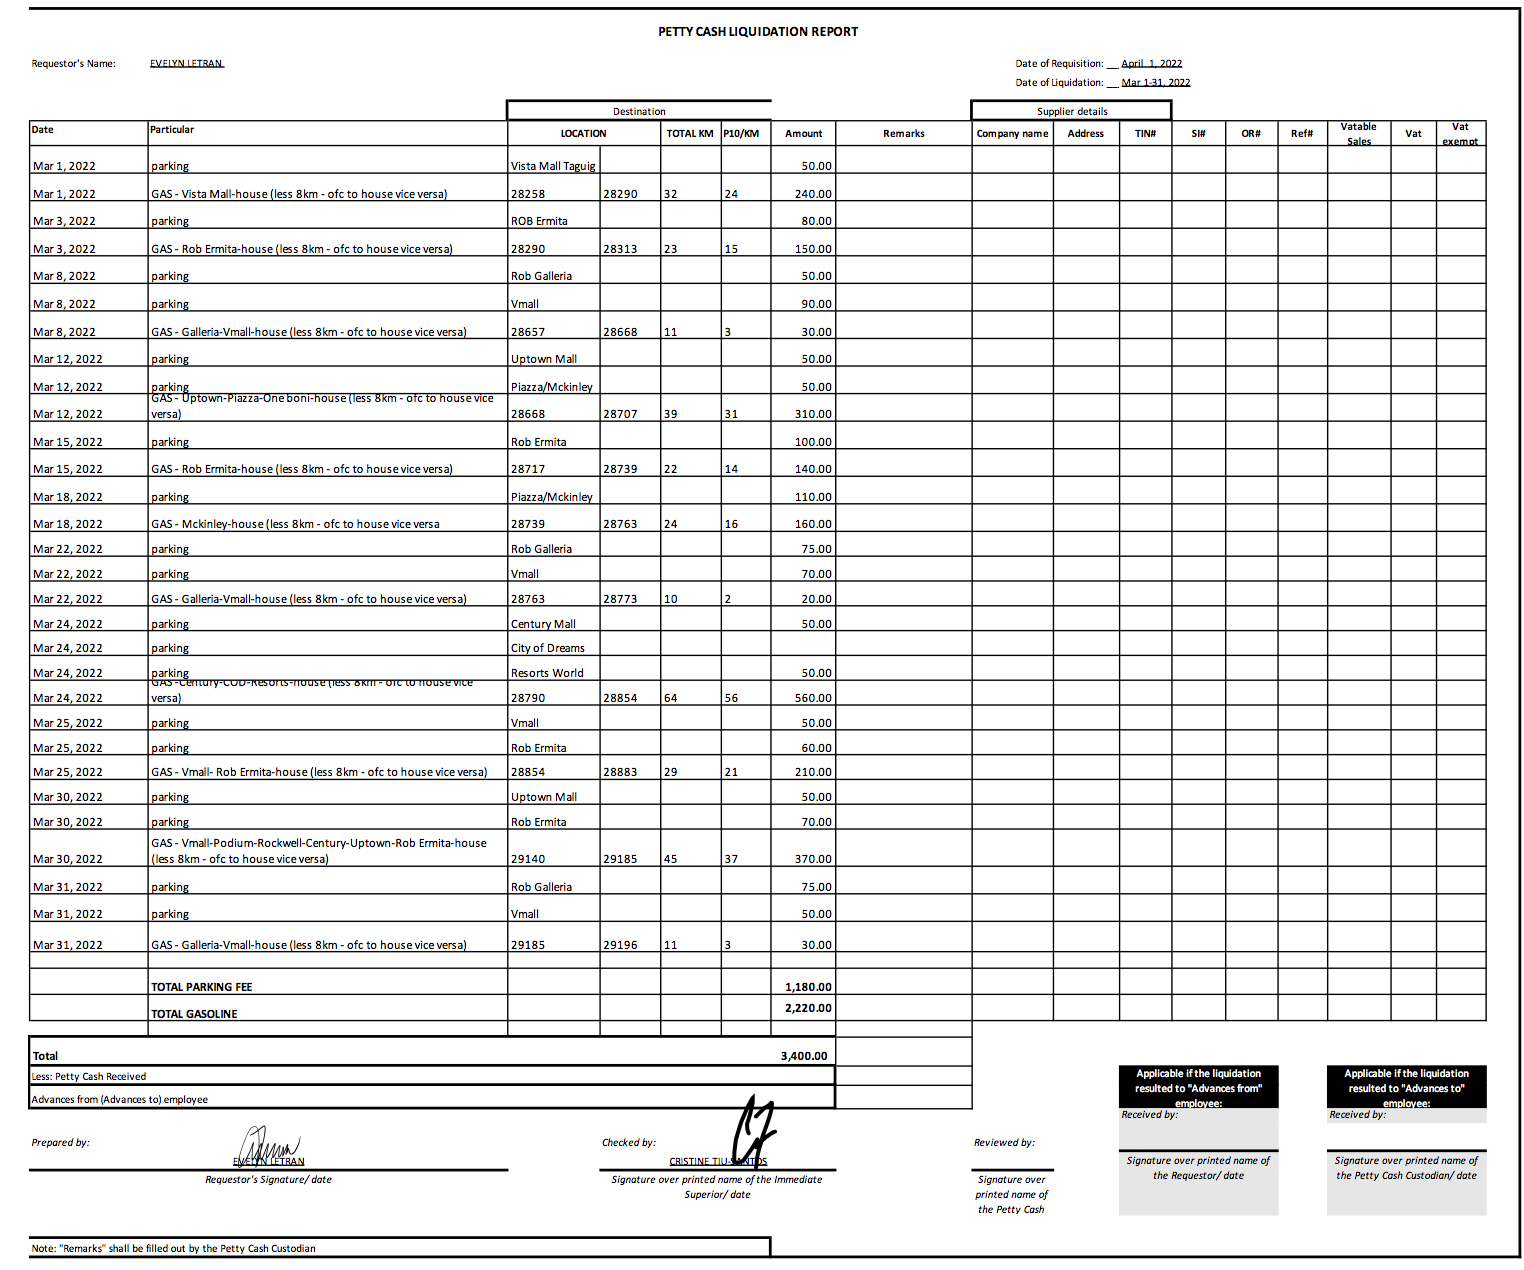 PETTY CASH LIQUIDATION REPORT
Requestor's Name: EVELYN LETRAN Date of Requisition: __ April 1, 2022
Date of Liquidation: __ Mar 1-31, 2022
Destination Supplier details
Date Particular LOCATION TOTAL KM P10/KM Amount Remarks Company name Address TIN# SI# OR# Ref# Vatable Sales Vat Vat exempt
Mar 1, 2022 parking Vista Mall Taguig 50.00
Mar 1, 2022 GAS - Vista Mall-house (less 8km - ofc to house vice versa) 28258 28290 32 24 240.00
Mar 3, 2022 parking ROB Ermita 80.00
Mar 3, 2022 GAS - Rob Ermita-house (less 8km - ofc to house vice versa) 28290 28313 23 15 150.00
Mar 8, 2022 parking Rob Galleria 50.00
Mar 8, 2022 parking Vmall 90.00
Mar 8, 2022 GAS - Galleria-Vmall-house (less 8km - ofc to house vice versa) 28657 28668 11 3 30.00
Mar 12, 2022 parking Uptown Mall 50.00
Mar 12, 2022 parking Piazza/Mckinley 50.00
Mar 12, 2022 GAS - Uptown-Piazza-One boni-house (less 8km - ofc to house vice versa) 28668 28707 39 31 310.00
Mar 15, 2022 parking Rob Ermita 100.00
Mar 15, 2022 GAS - Rob Ermita-house (less 8km - ofc to house vice versa) 28717 28739 22 14 140.00
Mar 18, 2022 parking Piazza/Mckinley 110.00
Mar 18, 2022 GAS - Mckinley-house (less 8km - ofc to house vice versa 28739 28763 24 16 160.00
Mar 22, 2022 parking Rob Galleria 75.00
Mar 22, 2022 parking Vmall 70.00
Mar 22, 2022 GAS - Galleria-Vmall-house (less 8km - ofc to house vice versa) 28763 28773 10 2 20.00
Mar 24, 2022 parking Century Mall 50.00
Mar 24, 2022 parking City of Dreams
Mar 24, 2022 parking Resorts World 50.00
Mar 24, 2022 GAS -Century-COD-Resorts-house (less 8km - ofc to house vice versa) 28790 28854 64 56 560.00
Mar 25, 2022 parking Vmall 50.00
Mar 25, 2022 parking Rob Ermita 60.00
Mar 25, 2022 GAS - Vmall- Rob Ermita-house (less 8km - ofc to house vice versa) 28854 28883 29 21 210.00
Mar 30, 2022 parking Uptown Mall 50.00
Mar 30, 2022 parking Rob Ermita 70.00
Mar 30, 2022 GAS - Vmall-Podium-Rockwell-Century-Uptown-Rob Ermita-house (less 8km - ofc to house vice versa) 29140 29185 45 37 370.00
Mar 31, 2022 parking Rob Galleria 75.00
Mar 31, 2022 parking Vmall 50.00
Mar 31, 2022 GAS - Galleria-Vmall-house (less 8km - ofc to house vice versa) 29185 29196 11 3 30.00
TOTAL PARKING FEE 1,180.00
TOTAL GASOLINE 2,220.00
Total 3,400.00
Less: Petty Cash Received
Advances from (Advances to) employee
Applicable if the liquidation resulted to "Advances from" employee:
Received by:
Signature over printed name of the Requestor/ date
Applicable if the liquidation resulted to "Advances to" employee:
Received by:
Signature over printed name of the Petty Cash Custodian/ date
Prepared by: Checked by: Reviewed by:
EVELYN LETRAN CRISTINE TIU-SANTOS
Requestor's Signature/ date
Signature over printed name of the Immediate Superior/ date
Signature over printed name of the Petty Cash
Note: "Remarks" shall be filled out by the Petty Cash Custodian